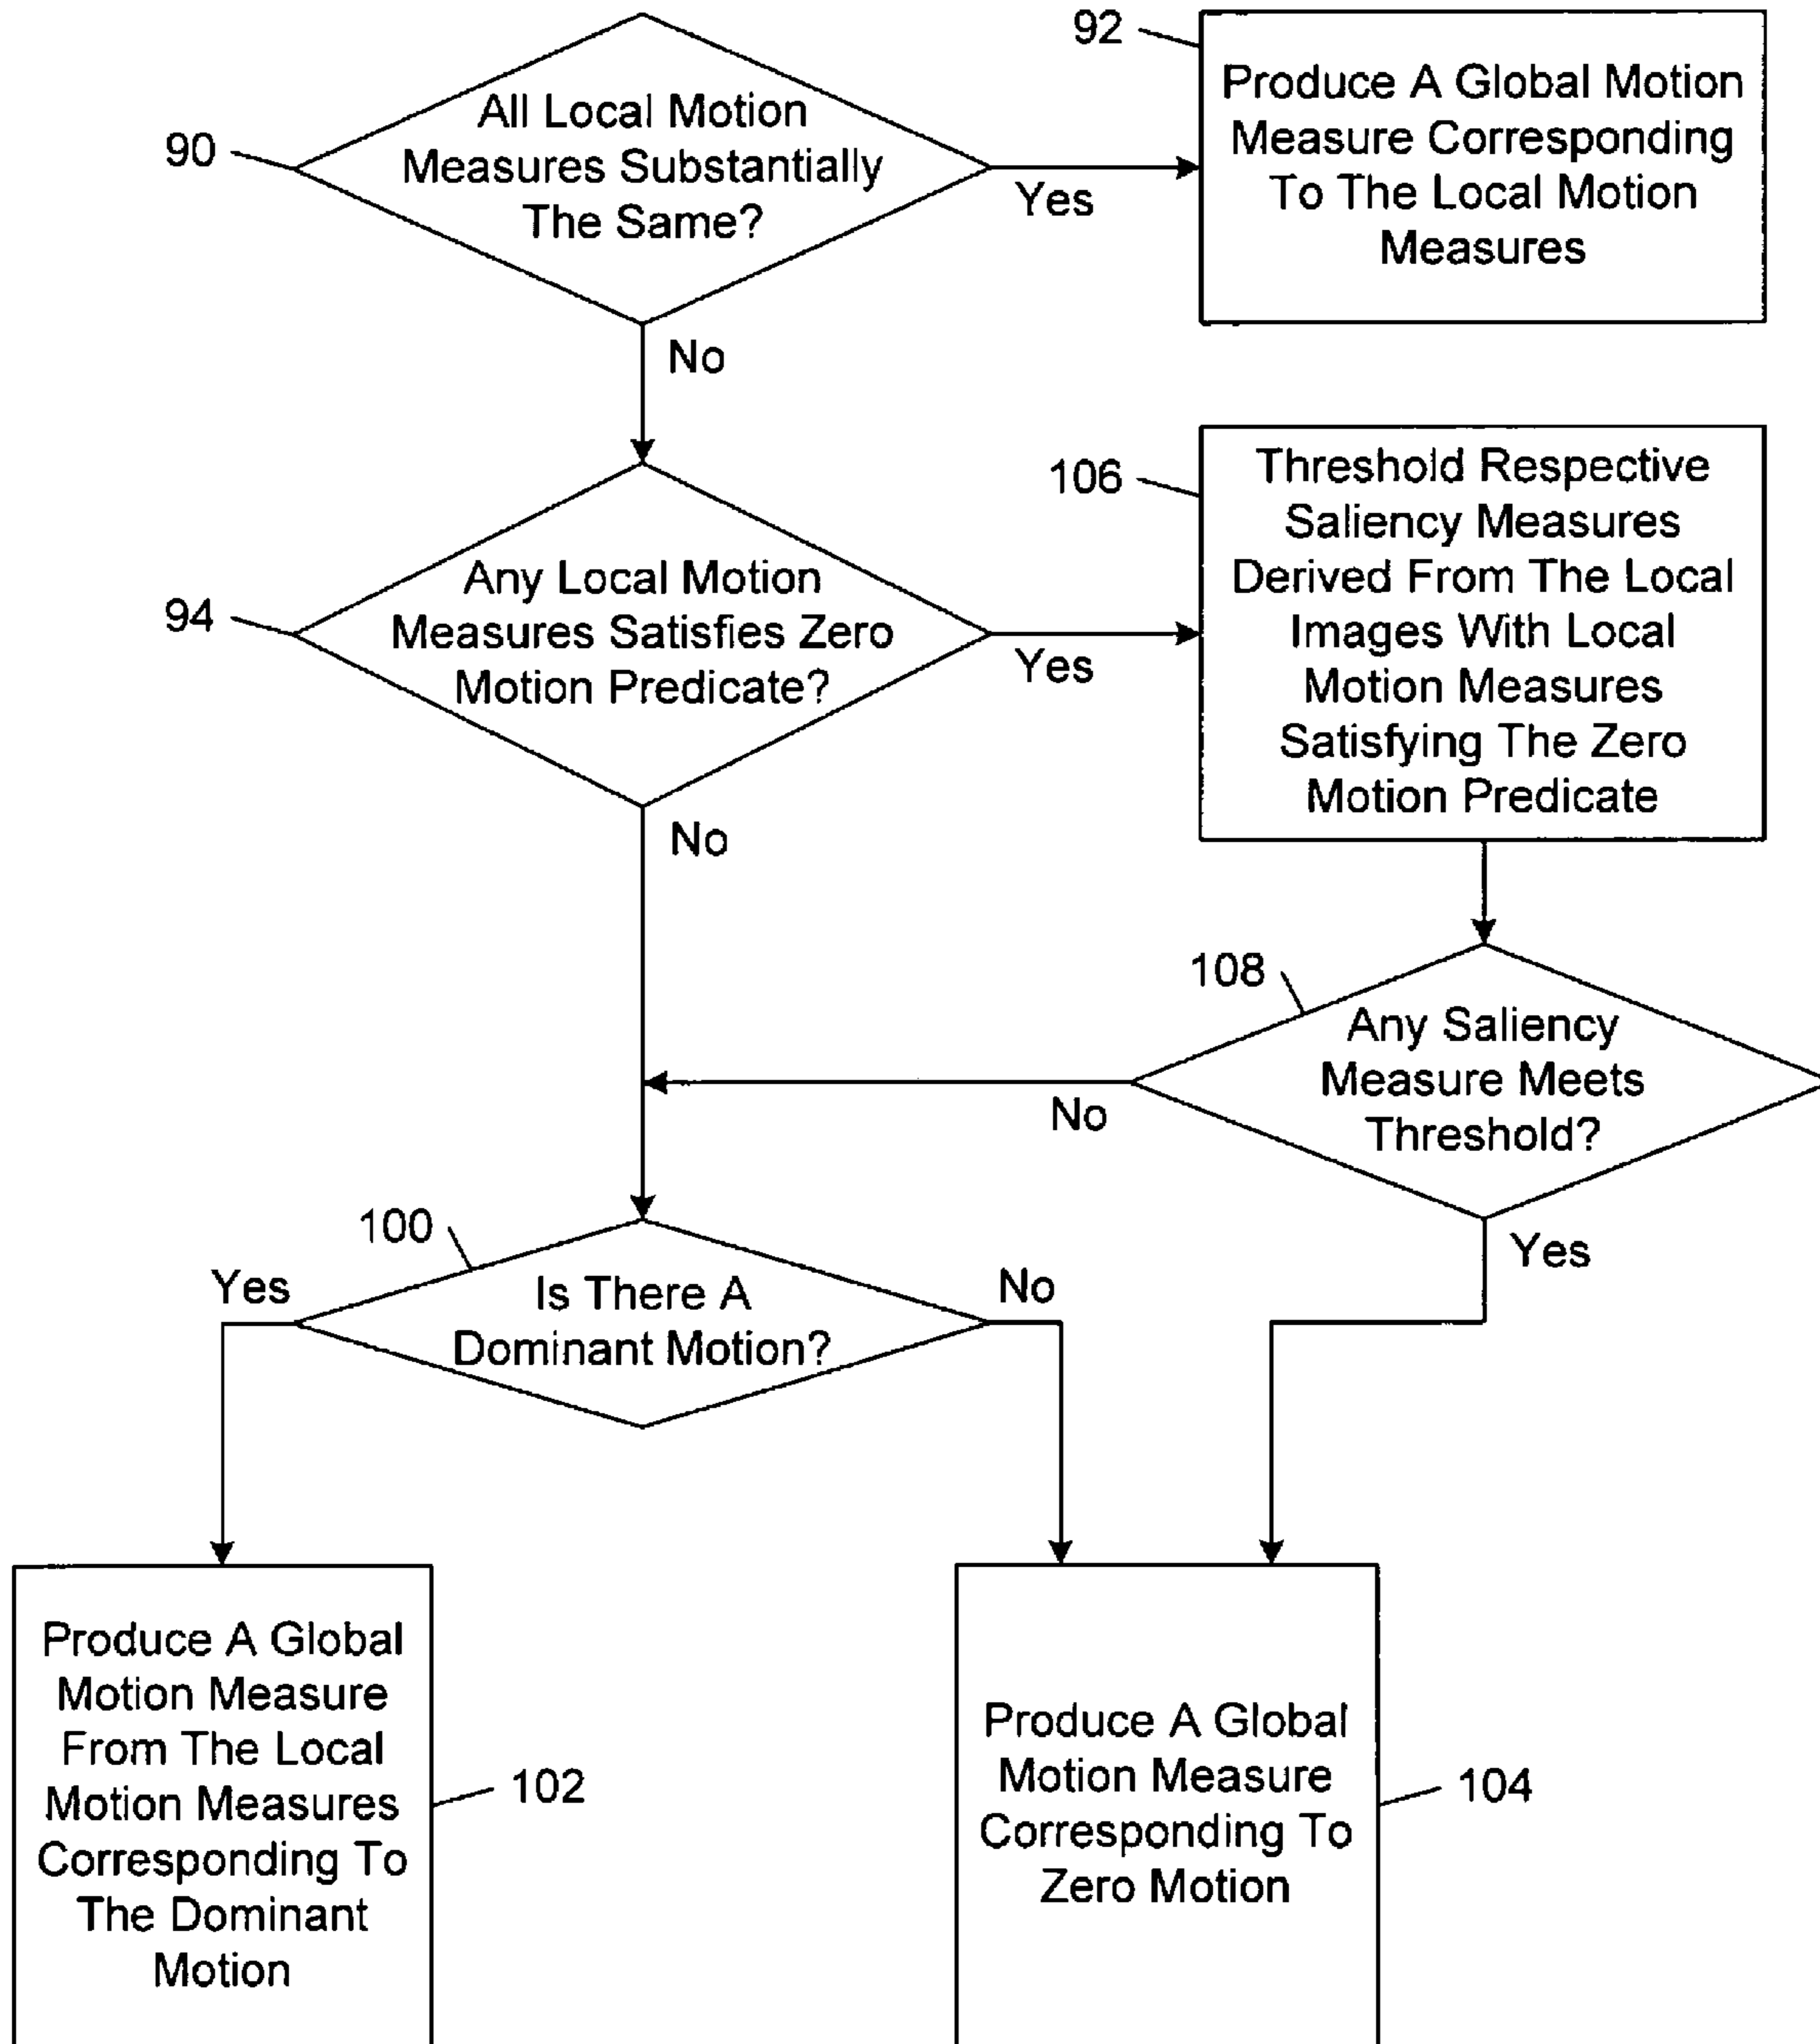 90
All Local Motion
Measures Substantially
The Same?
Yes
No
92
Produce A Global Motion
Measure Corresponding
To The Local Motion
Measures
94
Any Local Motion
Measures Satisfies Zero
Motion Predicate?
Yes
No
106
Threshold Respective
Saliency Measures
Derived From The Local
Images With Local
Motion Measures
Satisfying The Zero
Motion Predicate
108
Any Saliency
Measure Meets
Threshold?
No
Yes
100
Is There A
Dominant Motion?
Yes
No
Produce A Global
Motion Measure
From The Local
Motion Measures
Corresponding To
The Dominant
Motion
102
Produce A Global
Motion Measure
Corresponding To
Zero Motion
104